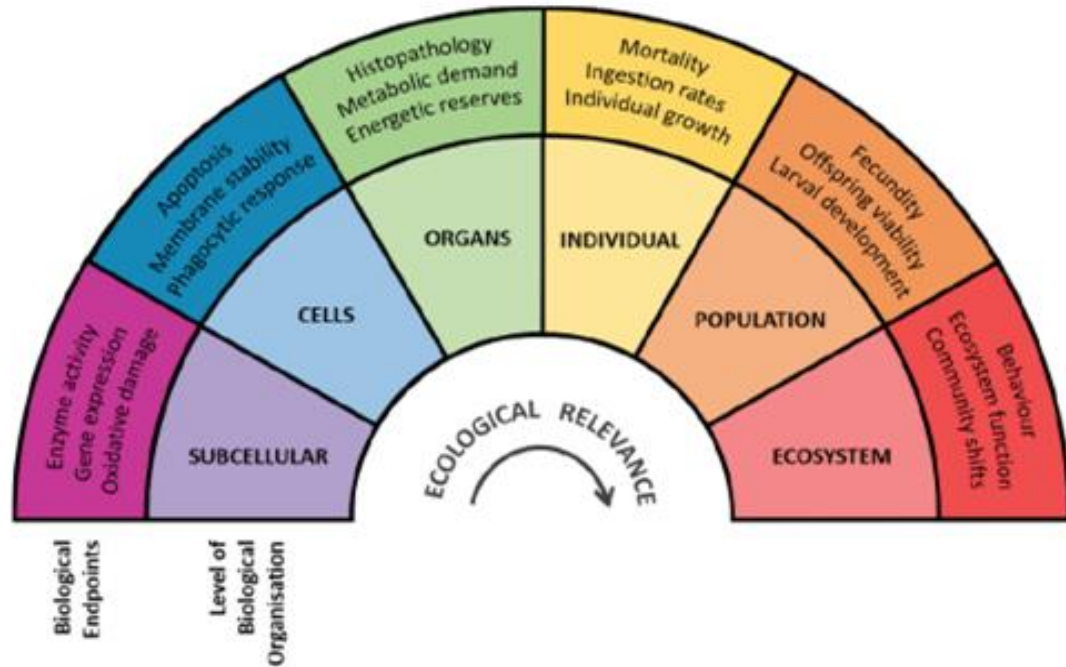 Enzyme activity
Gene expression
Oxidative damage
SUBCELLULAR
Apoptosis
Membrane stability
Phagocytic response
CELLS
Histopathology
Metabolic demand
Energetic reserves
ORGANS
Mortality
Ingestion rates
Individual growth
INDIVIDUAL
Fecundity
Offspring viability
Larval development
POPULATION
Behaviour
Ecosystem function
Community shifts
ECOSYSTEM
ECOLOGICAL RELEVANCE
Biological
Endpoints
Level of
Biological
Organisation